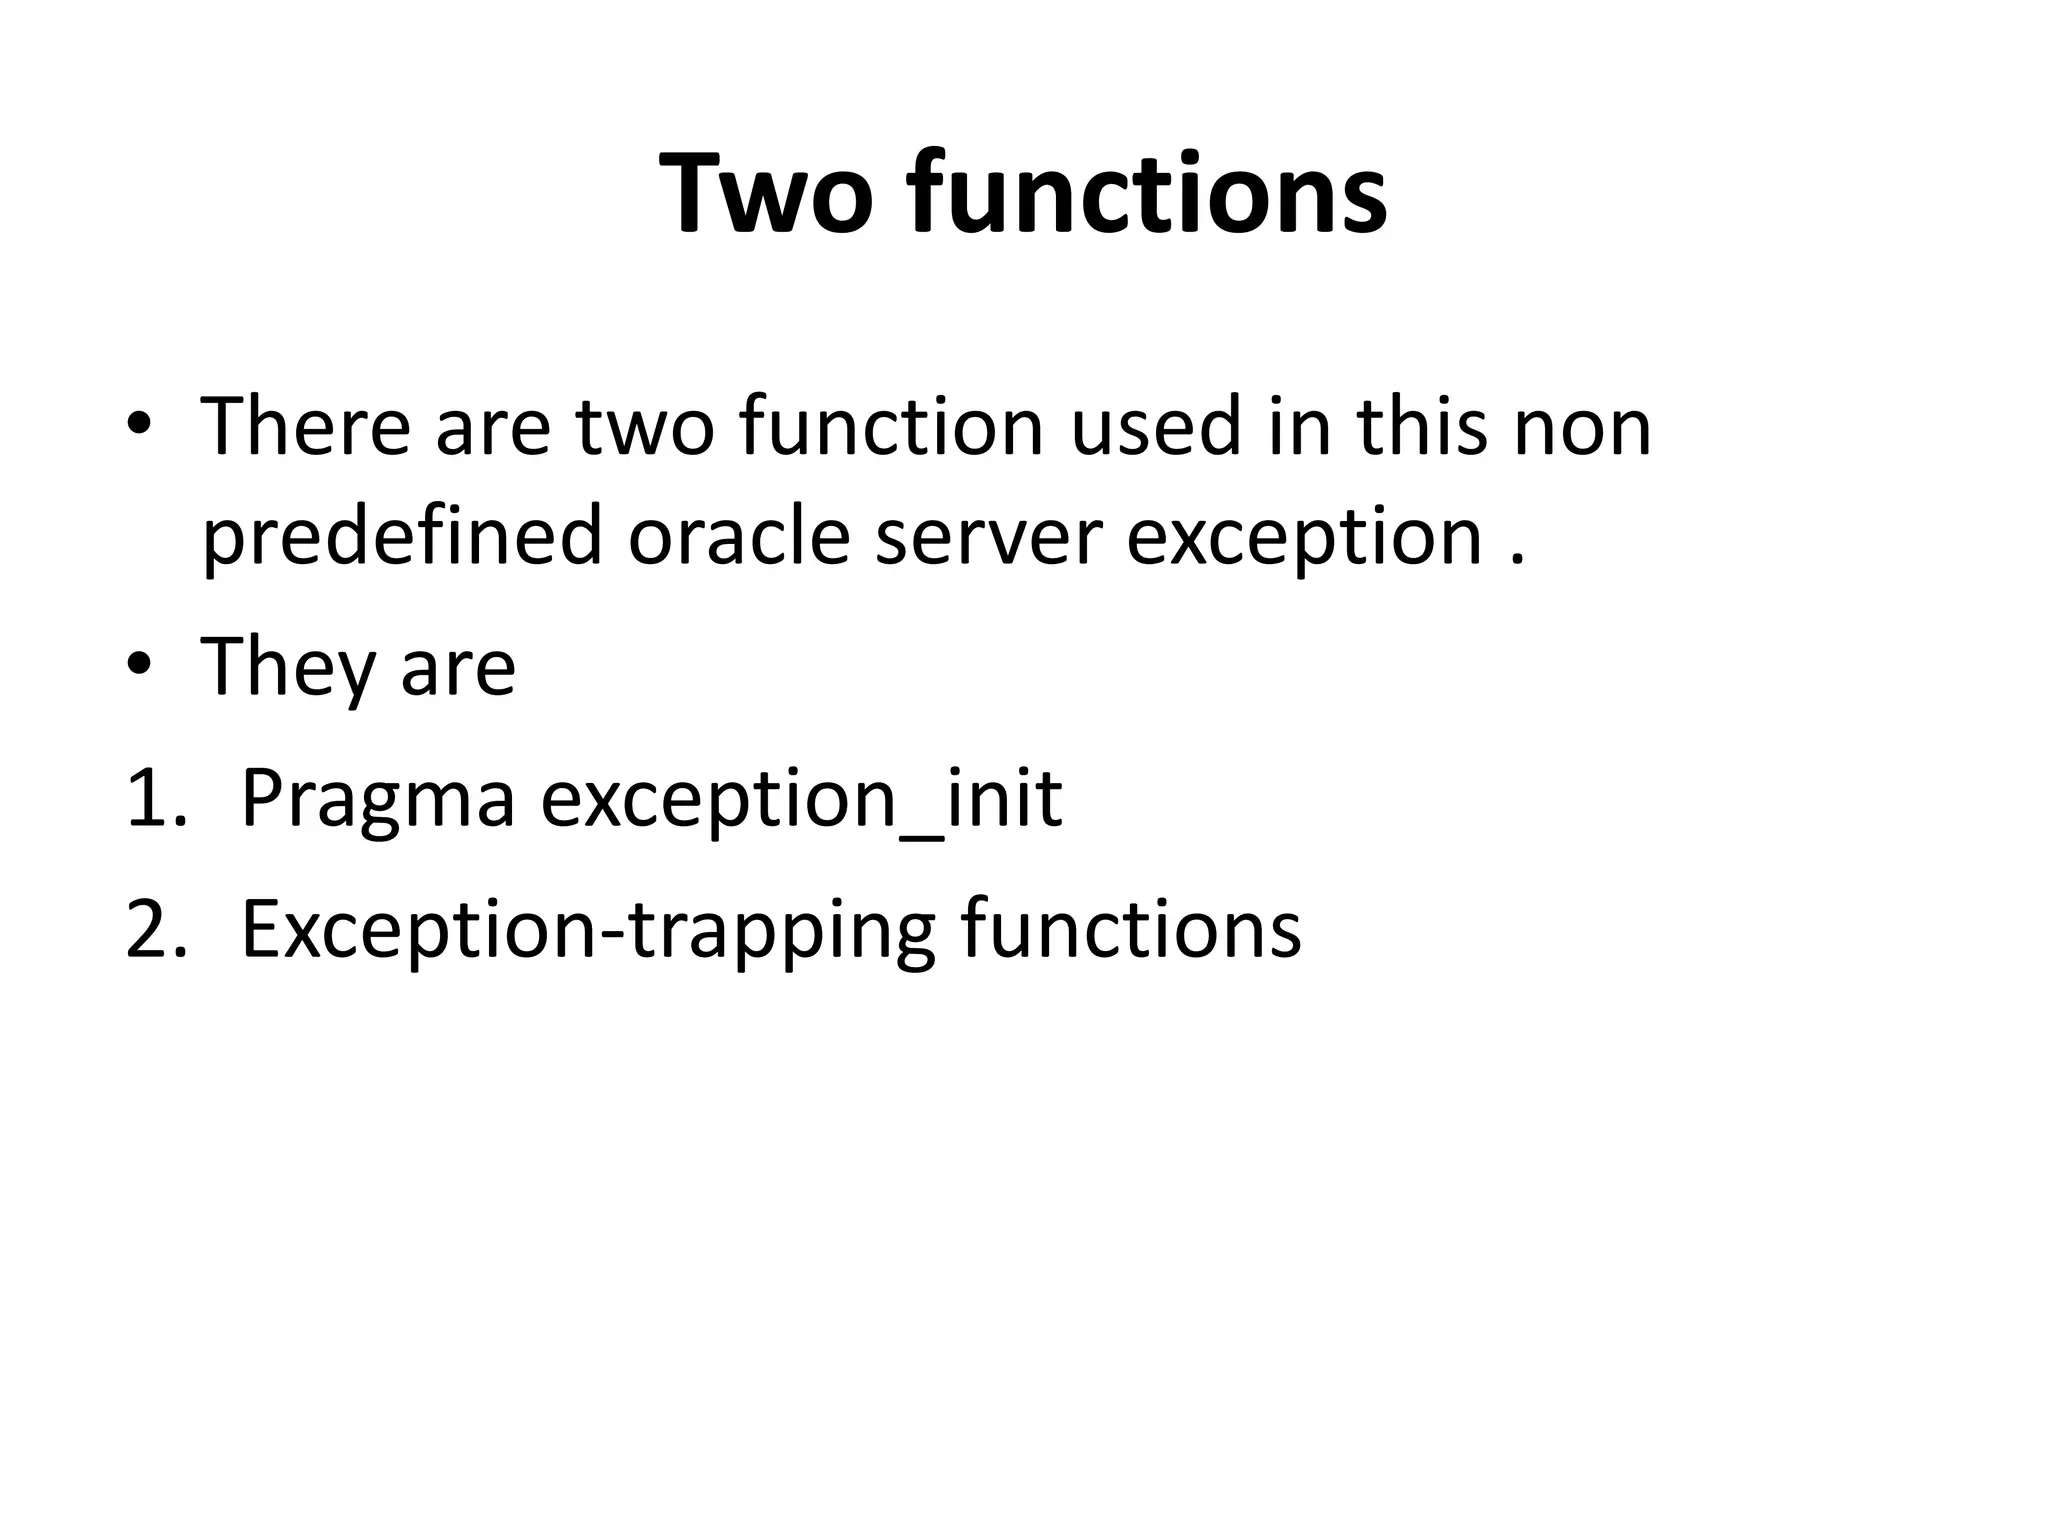 Two functions
• There are two function used in this non
predefined oracle server exception .
• They are
1. Pragma exception_init
2. Exception-trapping functions